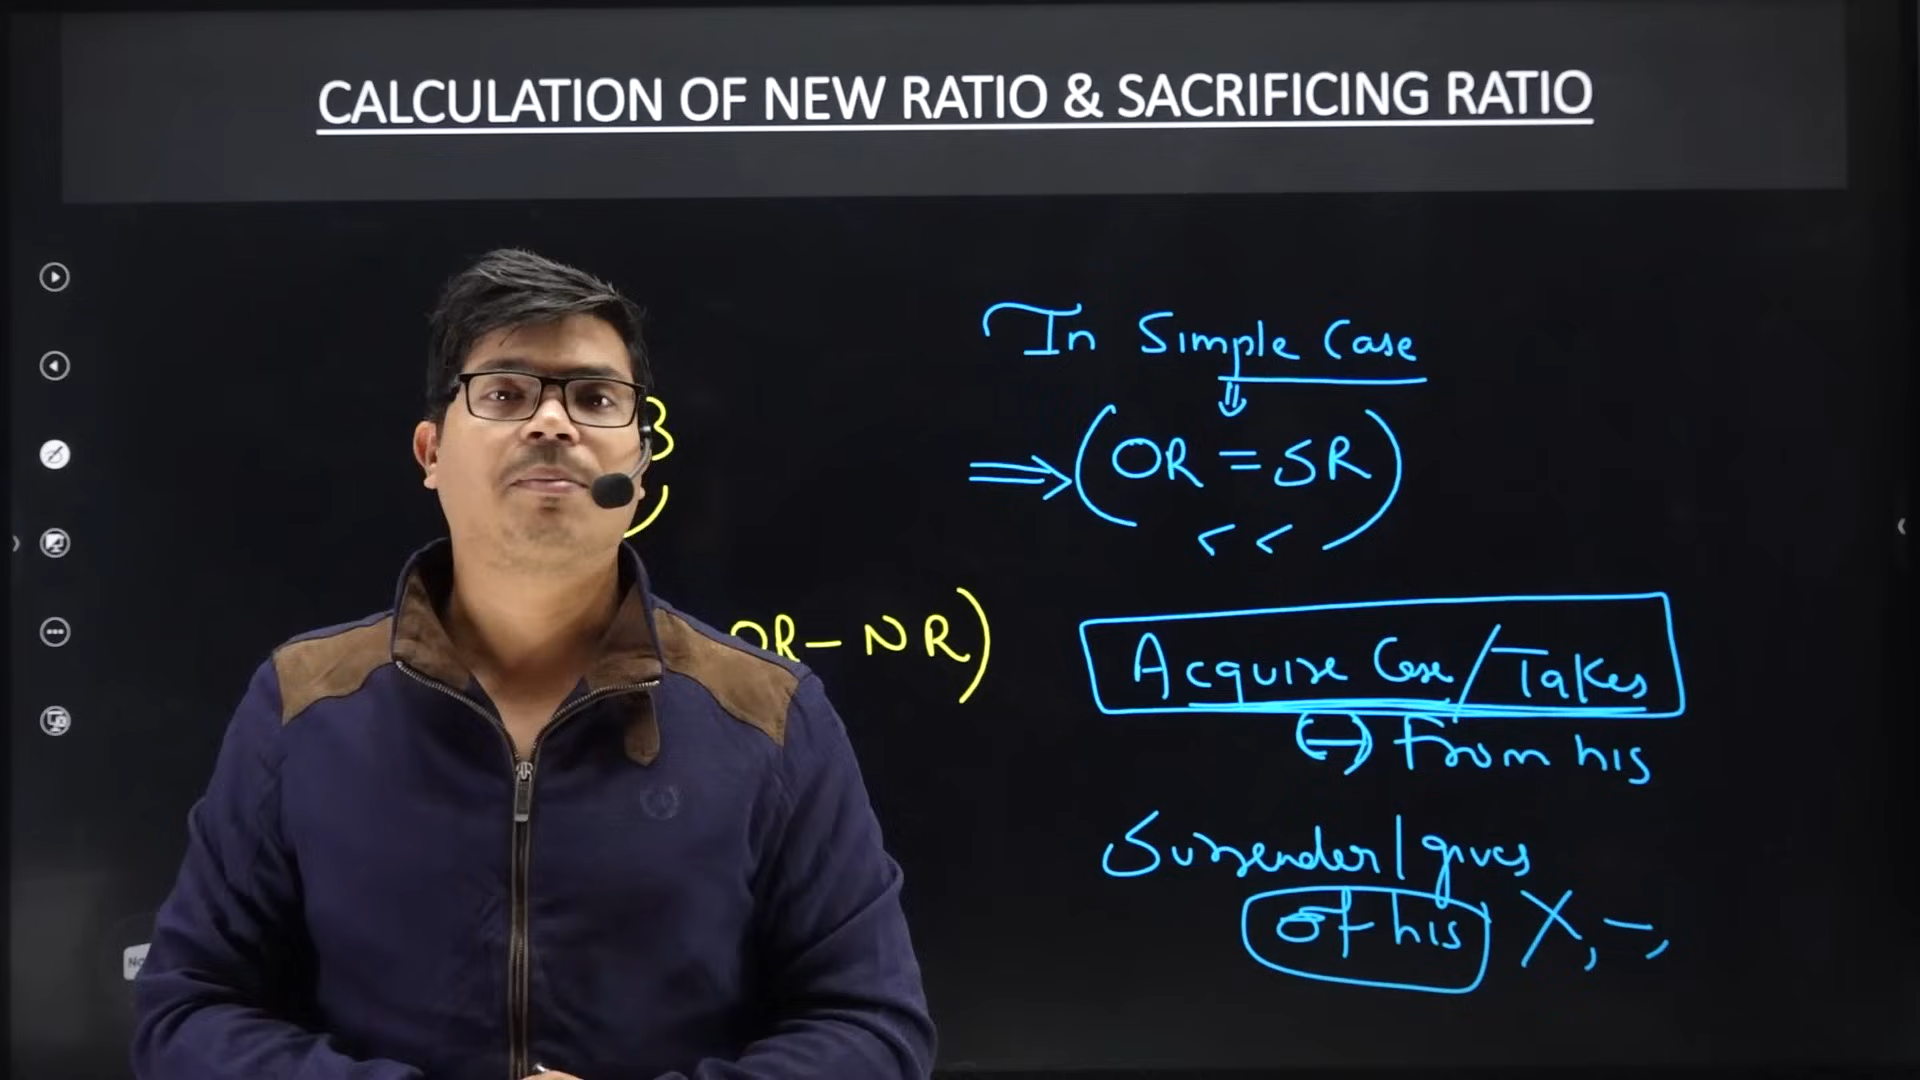 CALCULATION OF NEW RATIO & SACRIFICING RATIO
In Simple Case
(OR = SR)
OR - NR)
Acquire Case / Takes
(-) from his
Surrender / gives
of his X, -,